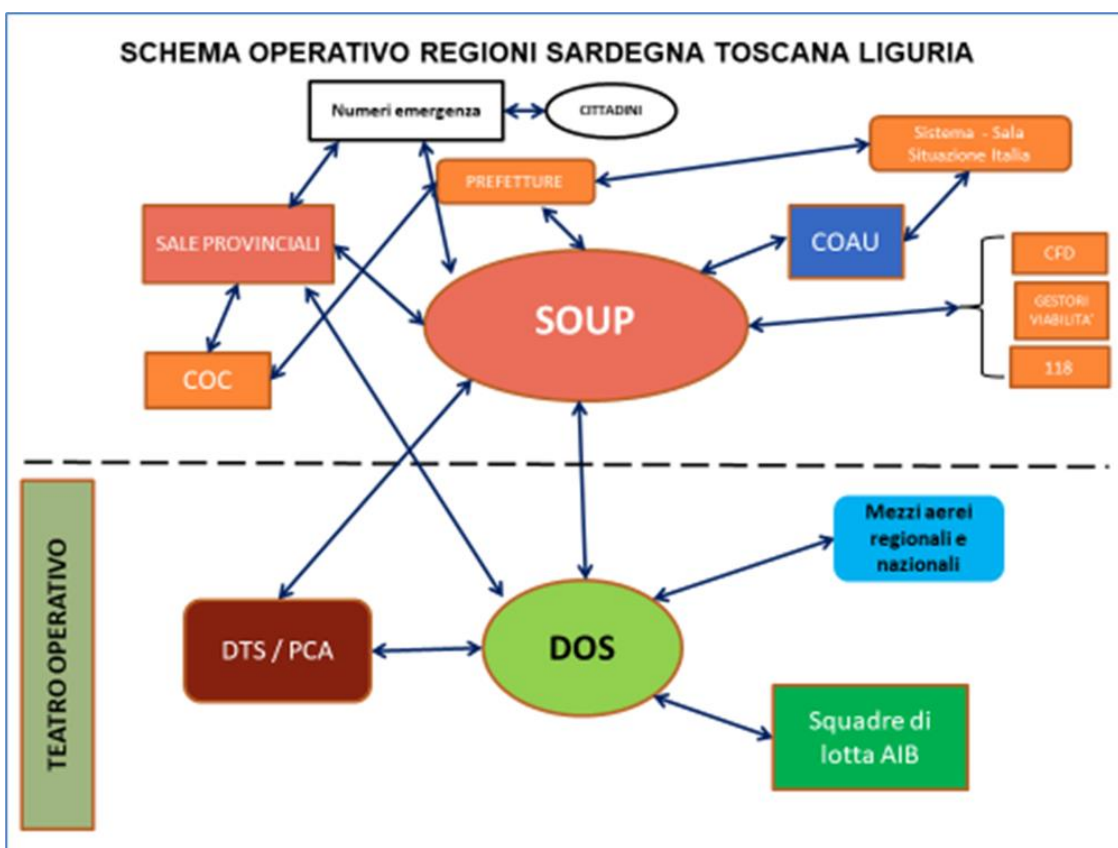 SCHEMA OPERATIVO REGIONI SARDEGNA TOSCANA LIGURIA
Numeri emergenza
CITTADINI
Sistema - Sala
Situazione Italia
PREFETTURE
SALE PROVINCIALI
COAU
CFD
SOUP
GESTORI
VIABILITA'
COC
118
TEATRO OPERATIVO
Mezzi aerei
regionali e
nazionali
DTS / PCA
DOS
Squadre di
lotta AIB